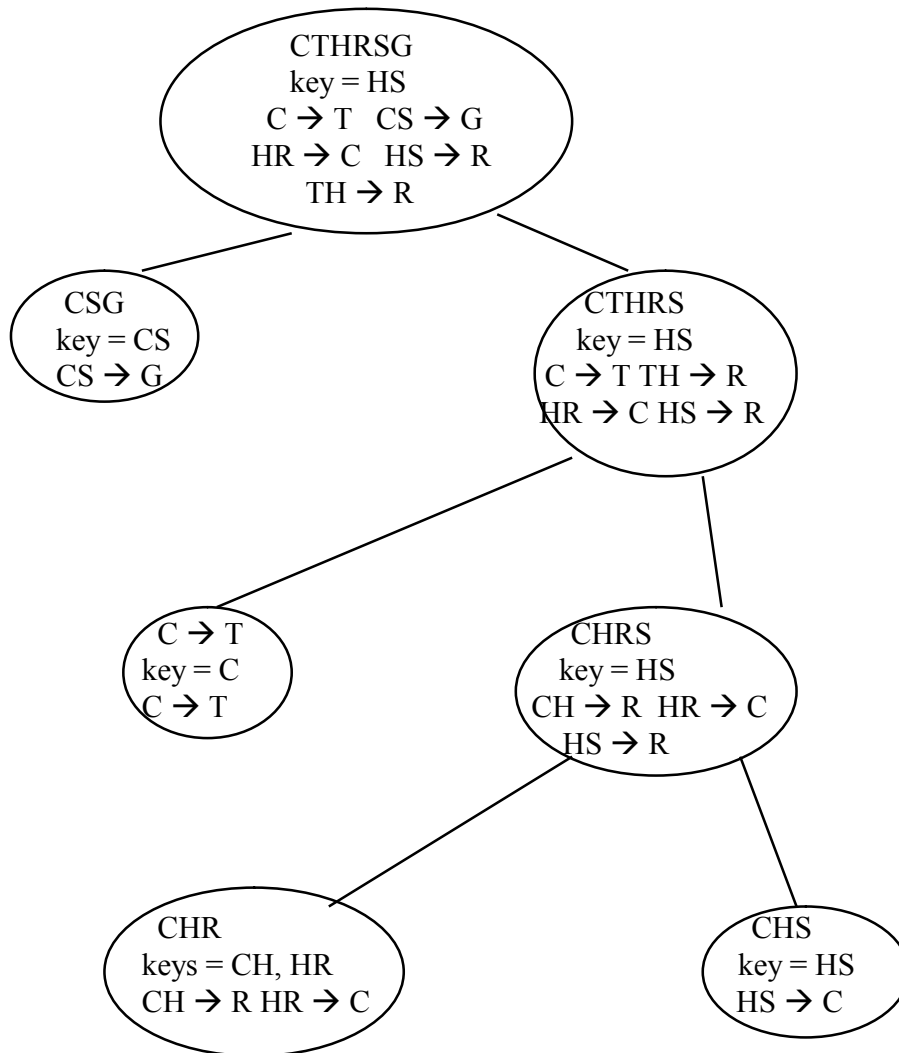 CTHRSG
key = HS
C → T CS → G
HR → C HS → R
TH → R
CSG
key = CS
CS → G
CTHRS
key = HS
C → T TH → R
HR → C HS → R
C → T
key = C
C → T
CHRS
key = HS
CH → R HR → C
HS → R
CHR
keys = CH, HR
CH → R HR → C
CHS
key = HS
HS → C